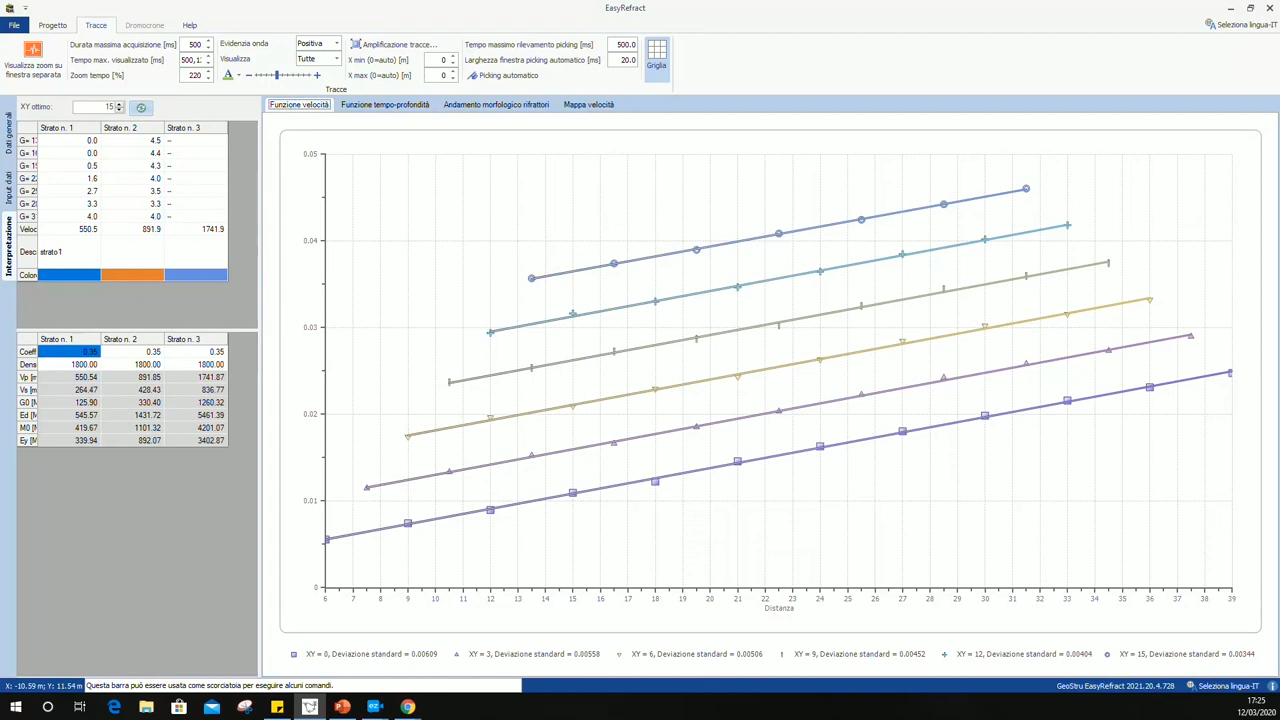 EasyRefract
File Progetto Tracce Dromocrone Help
Seleziona lingua-IT
Visualizza zoom su finestra separata
Durata massima acquisizione [ms] 500
Tempo max. visualizzato [ms]
Zoom tempo [%] 220
Evidenzia onda Positiva
Visualizza Tutte
A
Amplificazione tracce...
X min (0=auto) [m] 0
X max (0=auto) [m] 0
Tempo massimo rilevamento picking [ms] 500.0
Larghezza finestra picking automatico [ms] 20.0
Picking automatico
Griglia
Tracce
Dati generali
Input dati
Interpretazione
XY ottimo: 15
Strato n. 1 Strato n. 2 Strato n. 3
0.0 4.5 --
0.0 4.4 --
0.5 4.3 --
1.6 4.0 --
2.7 3.5 --
3.3 3.3 --
4.0 4.0 --
Veloc 550.5 891.9 1741.9
Desc strato1
Colore
Strato n. 1 Strato n. 2 Strato n. 3
Coeff 0.35 0.35 0.35
Dens 1800.00 1800.00 1800.00
Vp [m 550.54 891.85 1741.87
Vs [m 264.47 428.43 836.77
G0 [M 125.90 330.40 1260.32
Ed [M 545.57 1431.72 5461.39
M0 [M 419.67 1101.32 4201.07
Ey [M 339.94 892.07 3402.87
Funzione velocità Funzione tempo-profondità Andamento morfologico rifrattori Mappa velocità
0.05
0.04
0.03
0.02
0.01
0
6 7 8 9 10 11 12 13 14 15 16 17 18 19 20 21 22 23 24 25 26 27 28 29 30 31 32 33 34 35 36 37 38 39
Distanza
XY = 0, Deviazione standard = 0.00609 XY = 3, Deviazione standard = 0.00558 XY = 6, Deviazione standard = 0.00506 XY = 9, Deviazione standard = 0.00452 XY = 12, Deviazione standard = 0.00404 XY = 15, Deviazione standard = 0.00344
X: -10.59 m; Y: 11.54 m Questa barra può essere usata come scorciatoia per eseguire alcuni comandi.
GeoStru EasyRefract 2021.20.4.728 Seleziona lingua-IT
17:25
12/03/2020